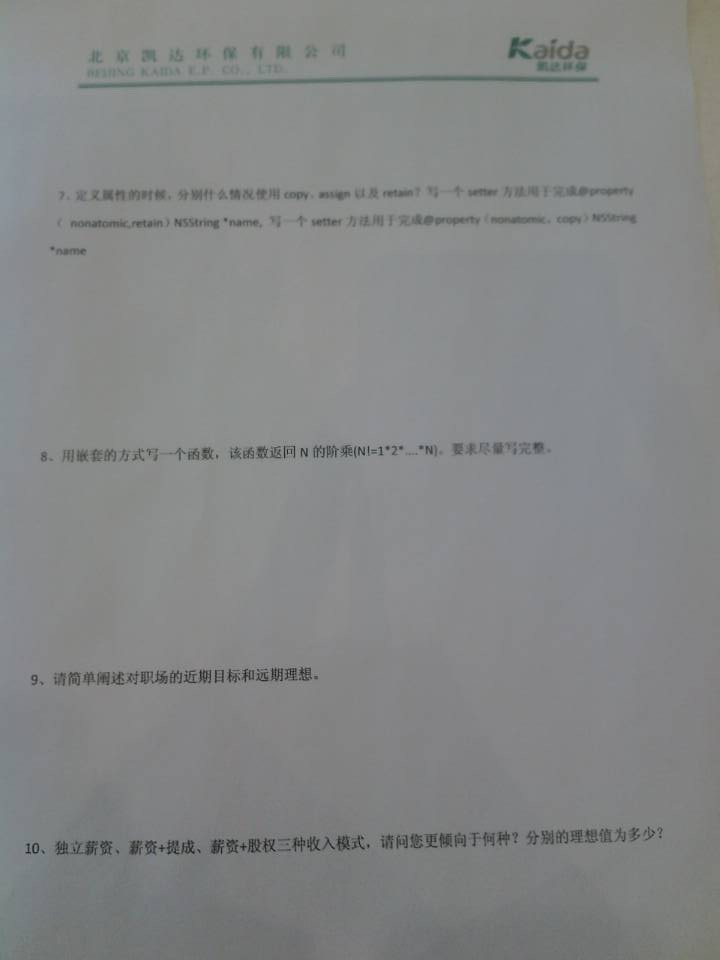 北京凯达环保有限公司
BEIJING KAIDA E.P. CO., LTD.
Kaida
凯达环保
7、定义属性的时候，分别什么情况使用 copy、assign 以及 retain？写一个 setter 方法用于完成@property
（ nonatomic,retain）NSString *name, 写一个 setter 方法用于完成@property（nonatomic，copy）NSString
*name
8、用嵌套的方式写一个函数，该函数返回 N 的阶乘(N!=1*2*....*N)。要求尽量写完整。
9、请简单阐述对职场的近期目标和远期理想。
10、独立薪资、薪资+提成、薪资+股权三种收入模式，请问您更倾向于何种？分别的理想值为多少？